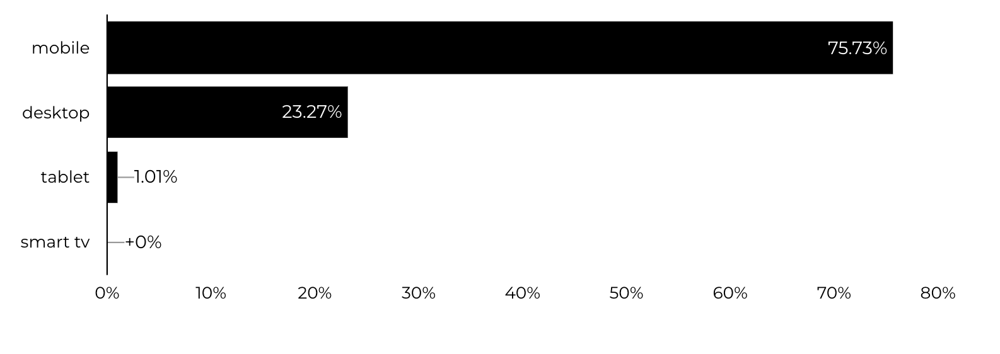 mobile 75.73%
desktop 23.27%
tablet 1.01%
smart tv +0%
0% 10% 20% 30% 40% 50% 60% 70% 80%